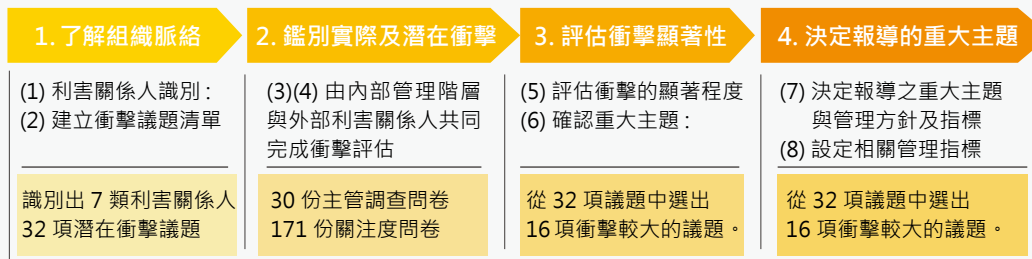 1. 了解組織脈絡
2. 鑑別實際及潛在衝擊
3. 評估衝擊顯著性
4. 決定報導的重大主題
(1) 利害關係人識別：
(2) 建立衝擊議題清單
(3)(4) 由內部管理階層
與外部利害關係人共同
完成衝擊評估
(5) 評估衝擊的顯著程度
(6) 確認重大主題：
(7) 決定報導之重大主題
與管理方針及指標
(8) 設定相關管理指標
識別出 7 類利害關係人
32 項潛在衝擊議題
30 份主管調查問卷
171 份關注度問卷
從 32 項議題中選出
16 項衝擊較大的議題。
從 32 項議題中選出
16 項衝擊較大的議題。